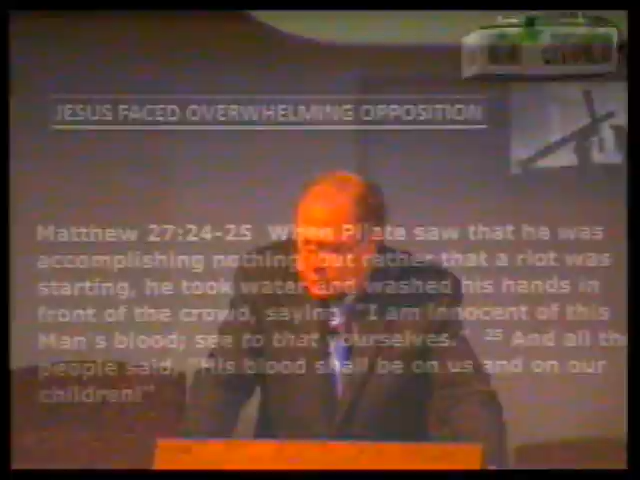 JESUS FACED OVERWHELMING OPPOSITION
Matthew 27:24-25 When Pilate saw that he was
accomplishing nothing, but rather that a riot was
starting, he took water and washed his hands in
front of the crowd, saying, "I am innocent of this
Man's blood; see to that yourselves." 25 And all the
people said, "His blood shall be on us and on our
children!"